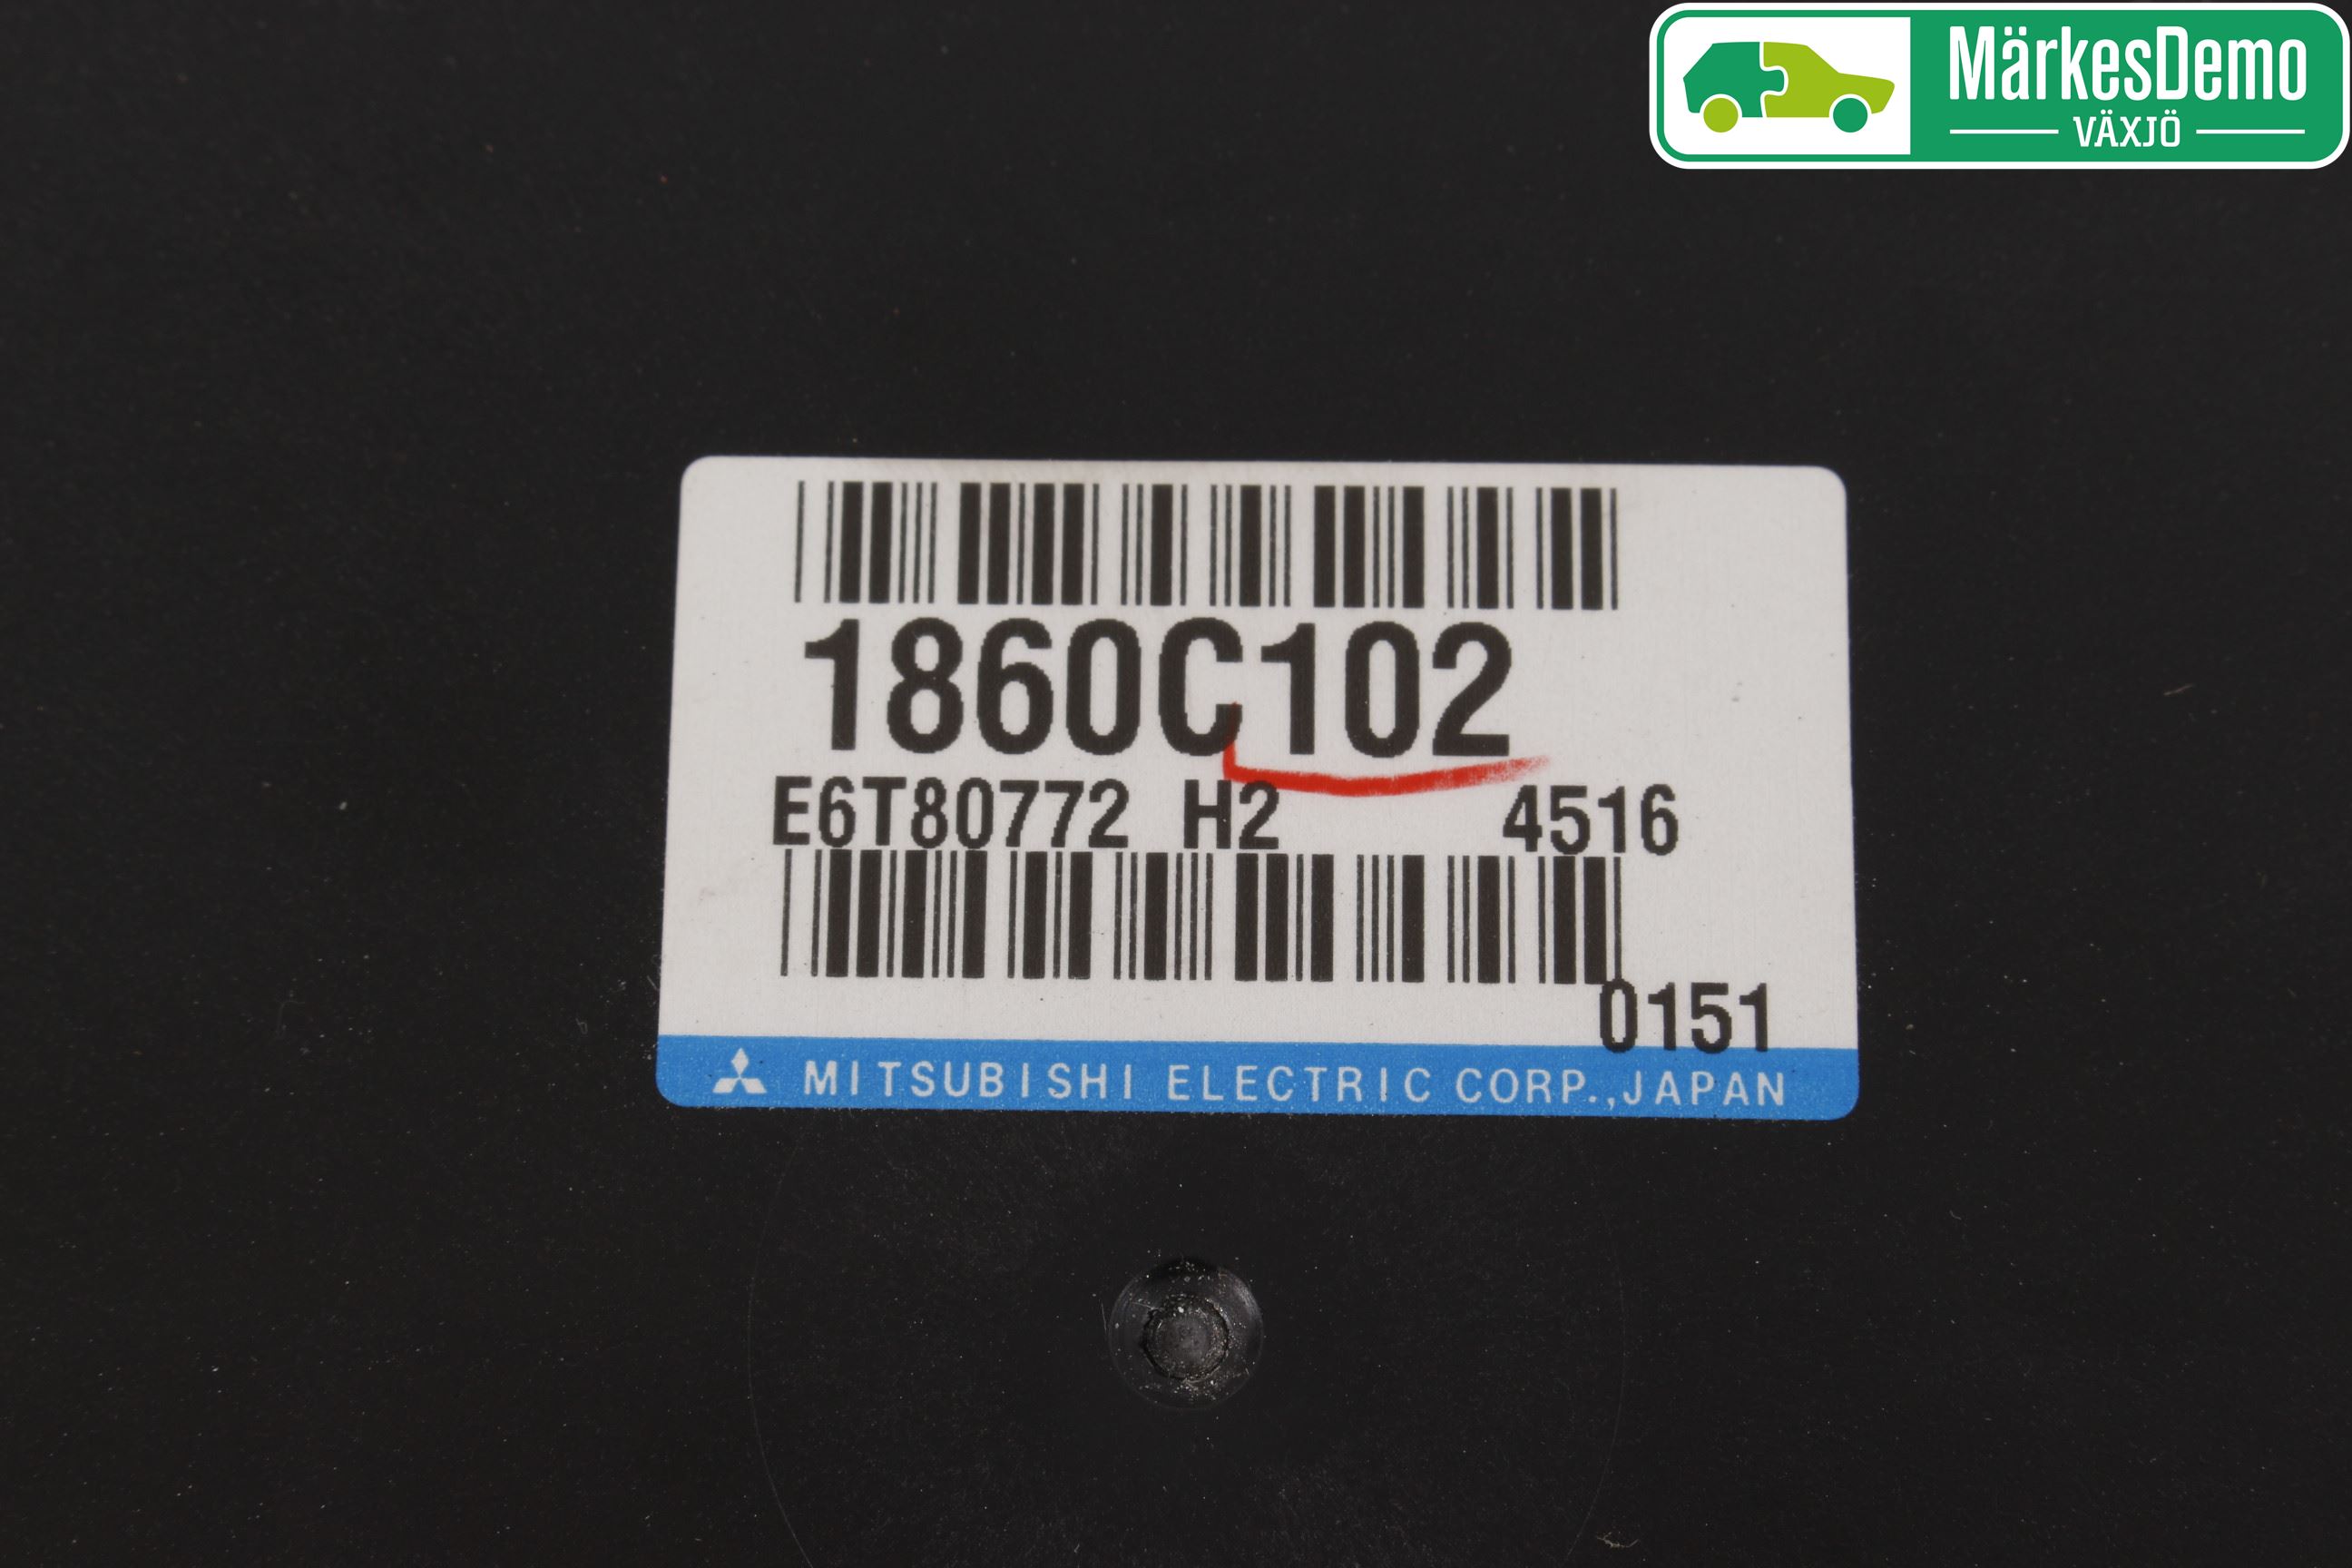 MärkesDemo
VÄXJÖ
1860C102
E6T80772 H2 4516
0151
MITSUBISHI ELECTRIC CORP.,JAPAN